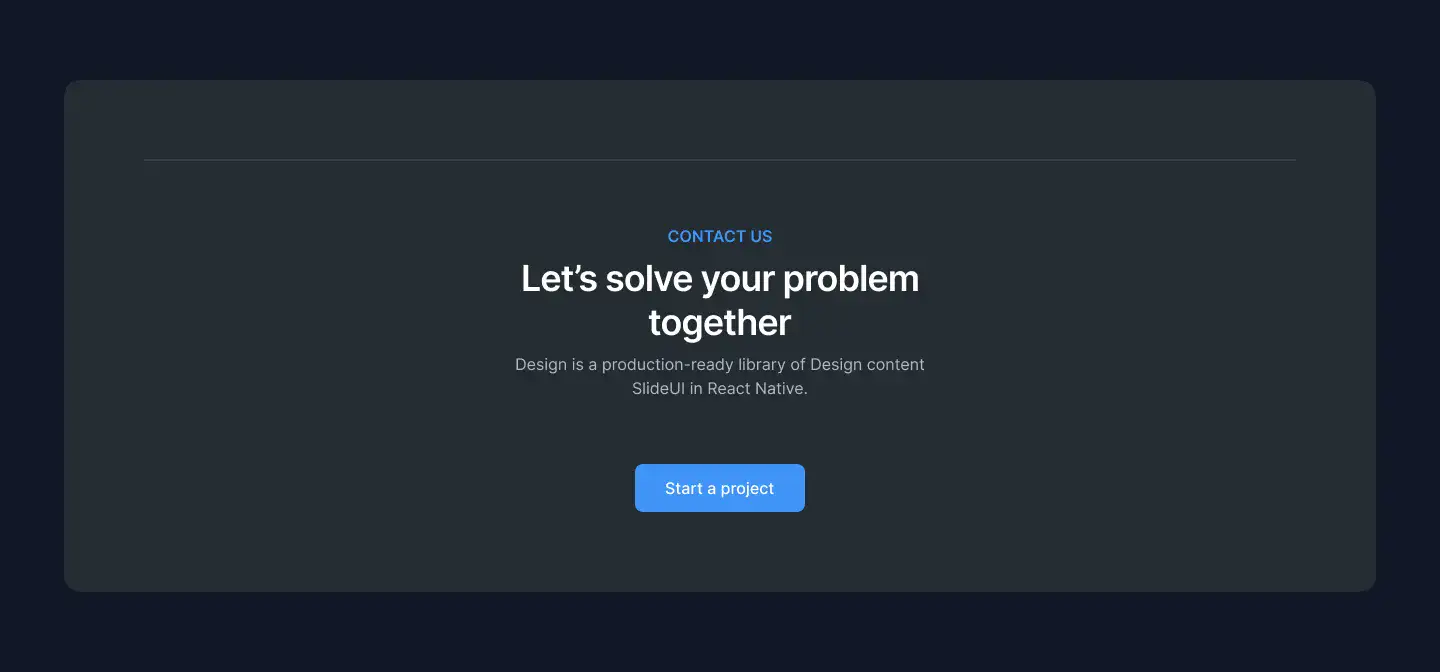 CONTACT US
Let’s solve your problem
together
Design is a production-ready library of Design content
SlideUI in React Native.
Start a project